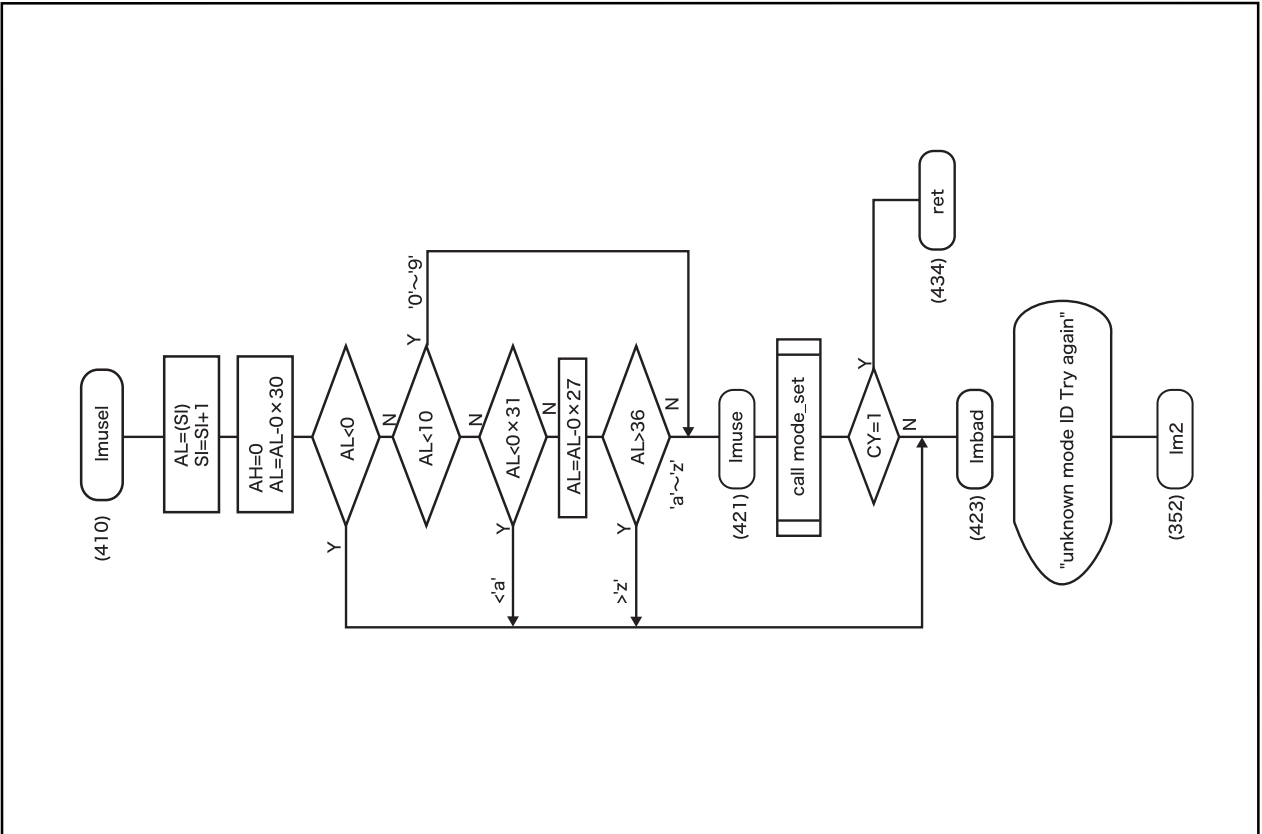 lmusel
(410)
AL=(SI)
SI=SI+1
AH=0
AL=AL-0×30
AL<0
Y
N
AL<10
Y
'0'～'9'
N
AL<0×31
Y
<'a'
N
AL=AL-0×27
AL>36
Y
>'z'
N
'a'～'z'
lmuse
(421)
call mode_set
CY=1
Y
ret
(434)
N
lmbad
(423)
"unknown mode ID Try again"
lm2
(352)